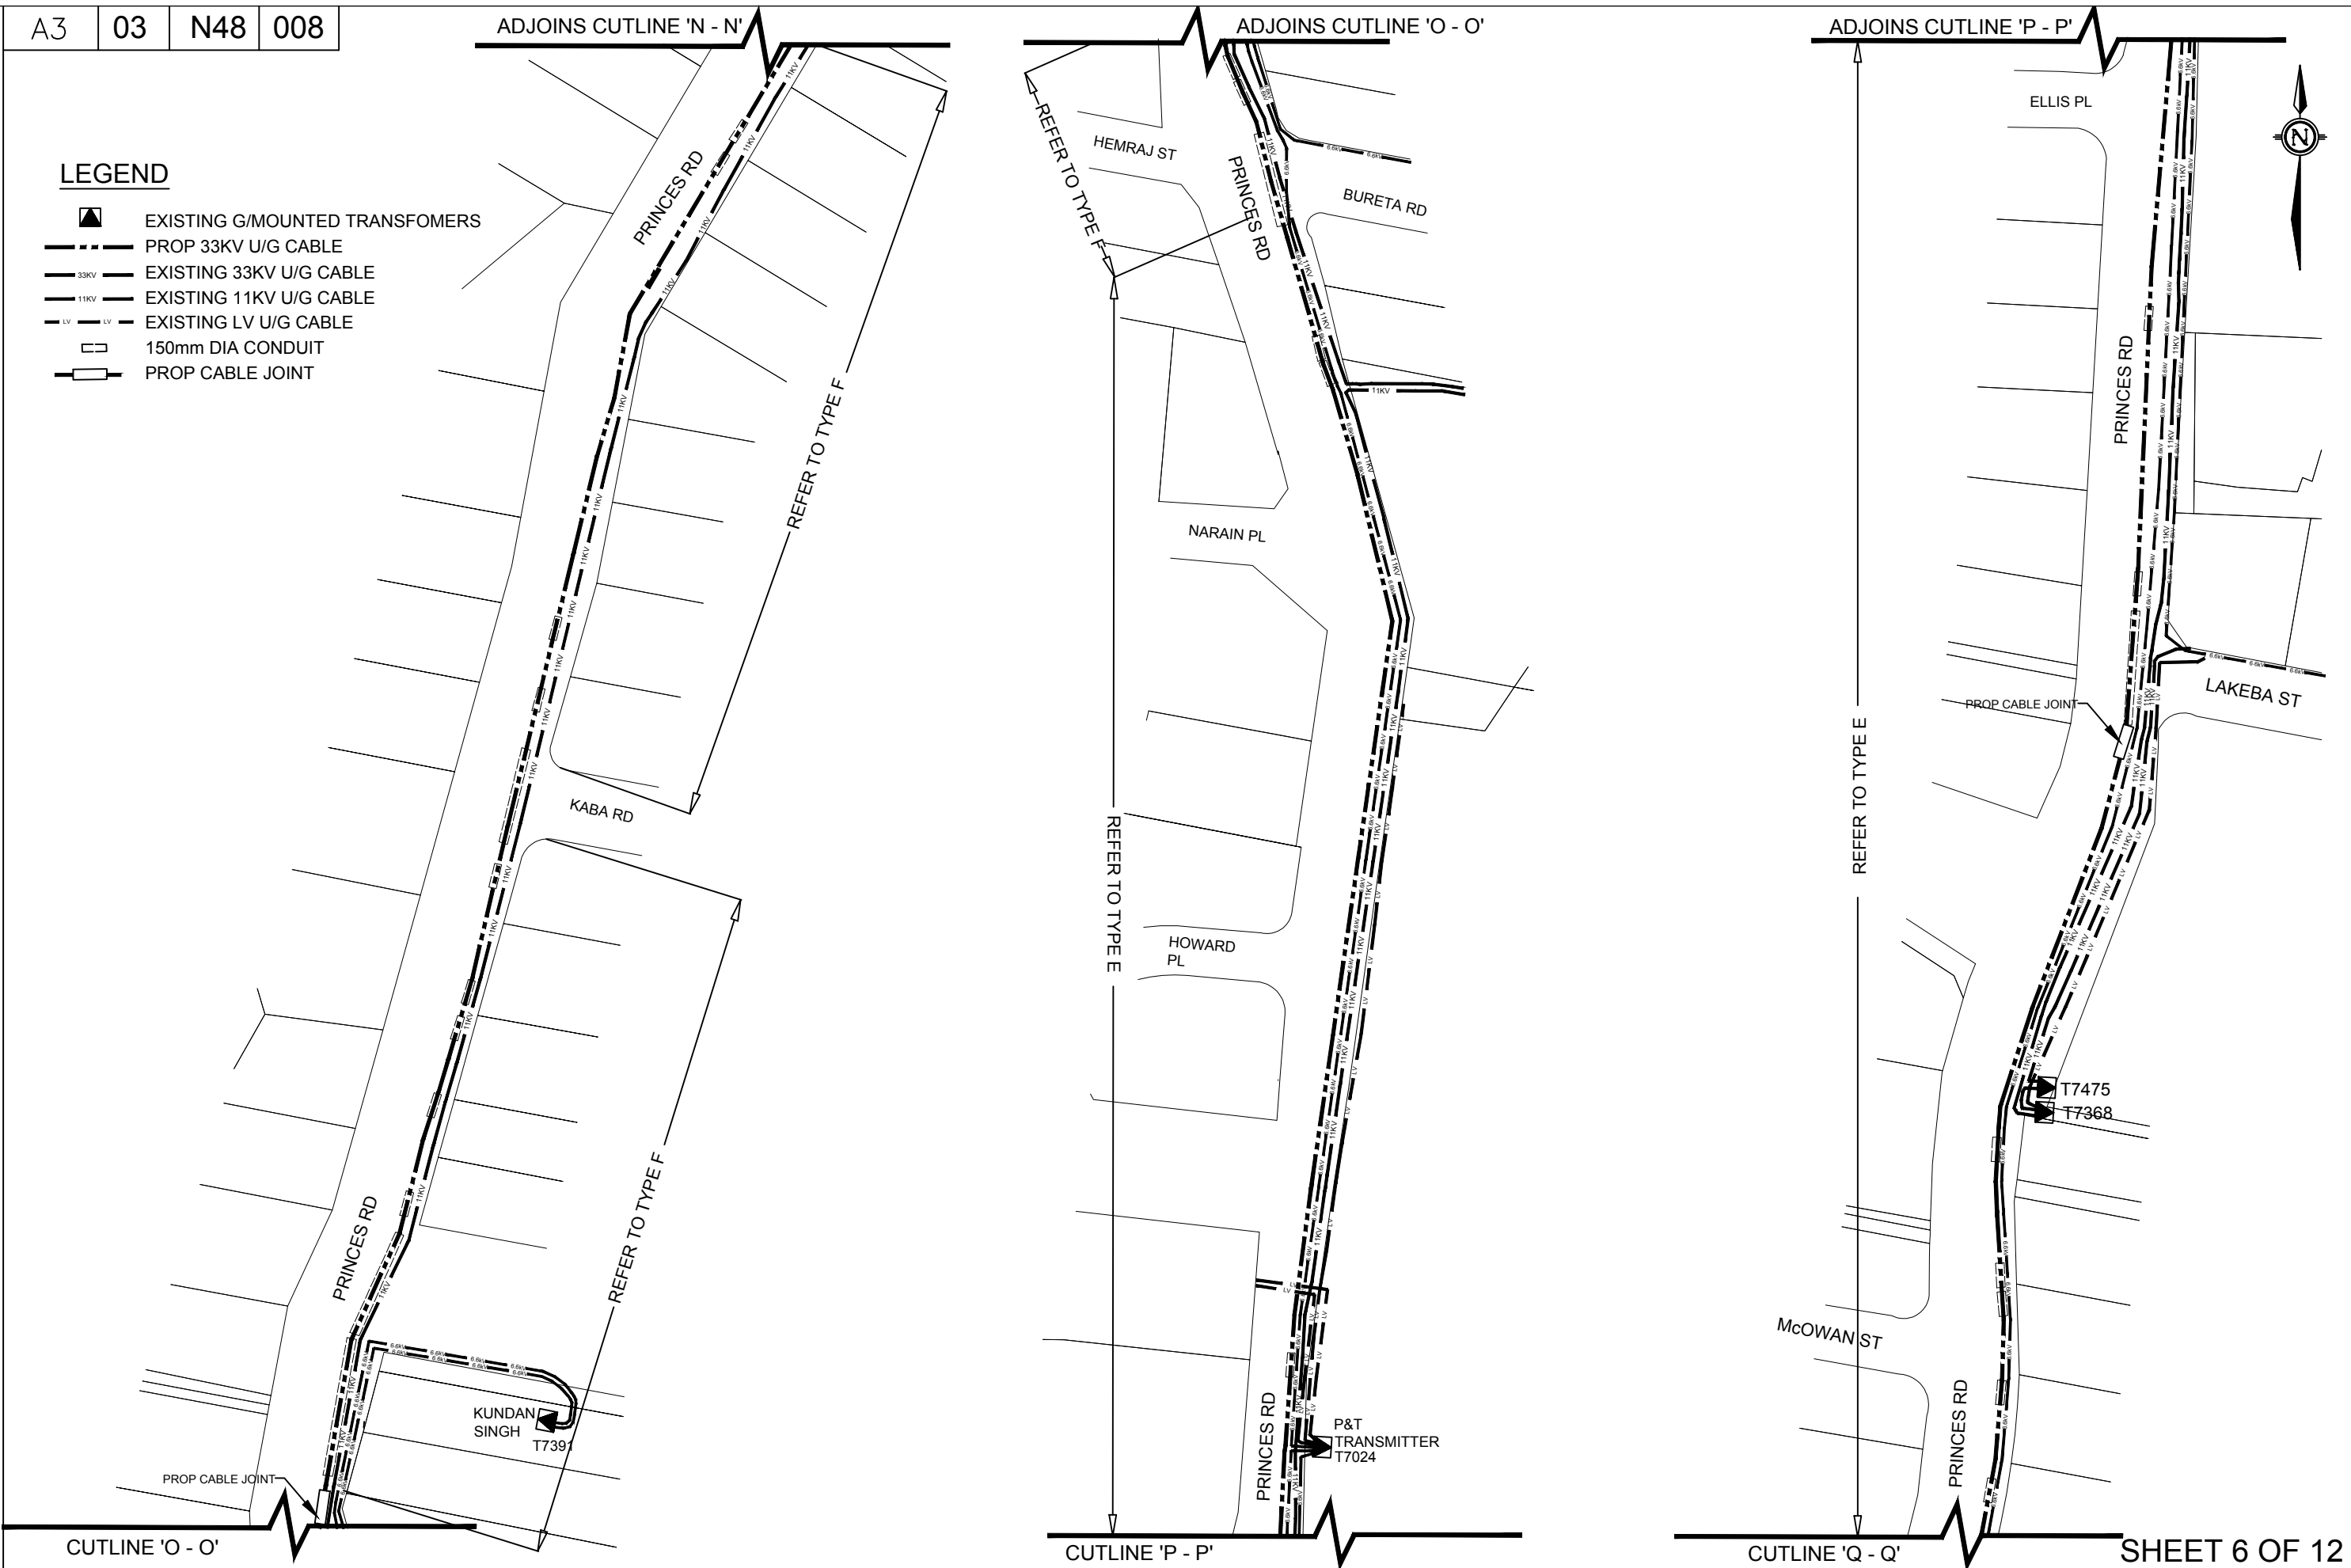 A3 03 N48 008
LEGEND
EXISTING G/MOUNTED TRANSFOMERS
PROP 33KV U/G CABLE
33KV EXISTING 33KV U/G CABLE
11KV EXISTING 11KV U/G CABLE
LV LV EXISTING LV U/G CABLE
150mm DIA CONDUIT
PROP CABLE JOINT
ADJOINS CUTLINE 'N - N'
PRINCES RD
REFER TO TYPE F
KABA RD
REFER TO TYPE F
PRINCES RD
KUNDAN
SINGH
T7391
PROP CABLE JOINT
CUTLINE 'O - O'
ADJOINS CUTLINE 'O - O'
REFER TO TYPE F
HEMRAJ ST
PRINCES RD
BURETA RD
11KV
NARAIN PL
REFER TO TYPE E
HOWARD
PL
PRINCES RD
P&T
TRANSMITTER
T7024
CUTLINE 'P - P'
ADJOINS CUTLINE 'P - P'
ELLIS PL
PRINCES RD
LAKEBA ST
PROP CABLE JOINT
REFER TO TYPE E
T7475
T7368
McOWAN ST
PRINCES RD
CUTLINE 'Q - Q'
N
SHEET 6 OF 12